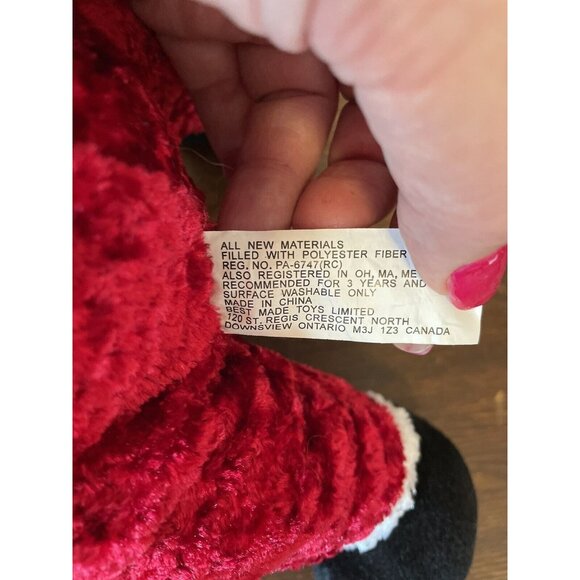 ALL NEW MATERIALS
FILLED WITH POLYESTER FIBER
REG. NO. PA-6747(RC)
ALSO REGISTERED IN OH, MA, ME
RECOMMENDED FOR 3 YEARS AND
SURFACE WASHABLE ONLY
MADE IN CHINA
BEST MADE TOYS LIMITED
120 ST. REGIS CRESCENT NORTH
DOWNSVIEW ONTARIO M3J 1Z3 CANADA